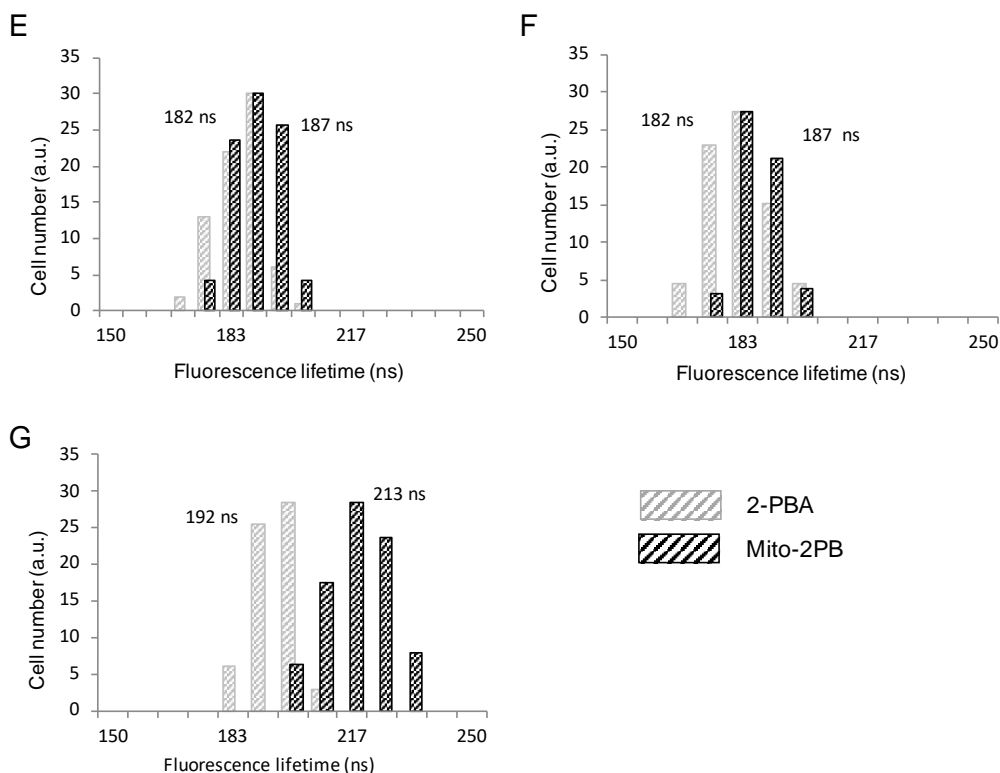 E
35
30
25
20
15
10
5
0
Cell number (a.u.)
182 ns
187 ns
150 183 217 250
Fluorescence lifetime (ns)
F
35
30
25
20
15
10
5
0
Cell number (a.u.)
182 ns
187 ns
150 183 217 250
Fluorescence lifetime (ns)
G
35
30
25
20
15
10
5
0
Cell number (a.u.)
192 ns
213 ns
150 183 217 250
Fluorescence lifetime (ns)
2-PBA
Mito-2PB